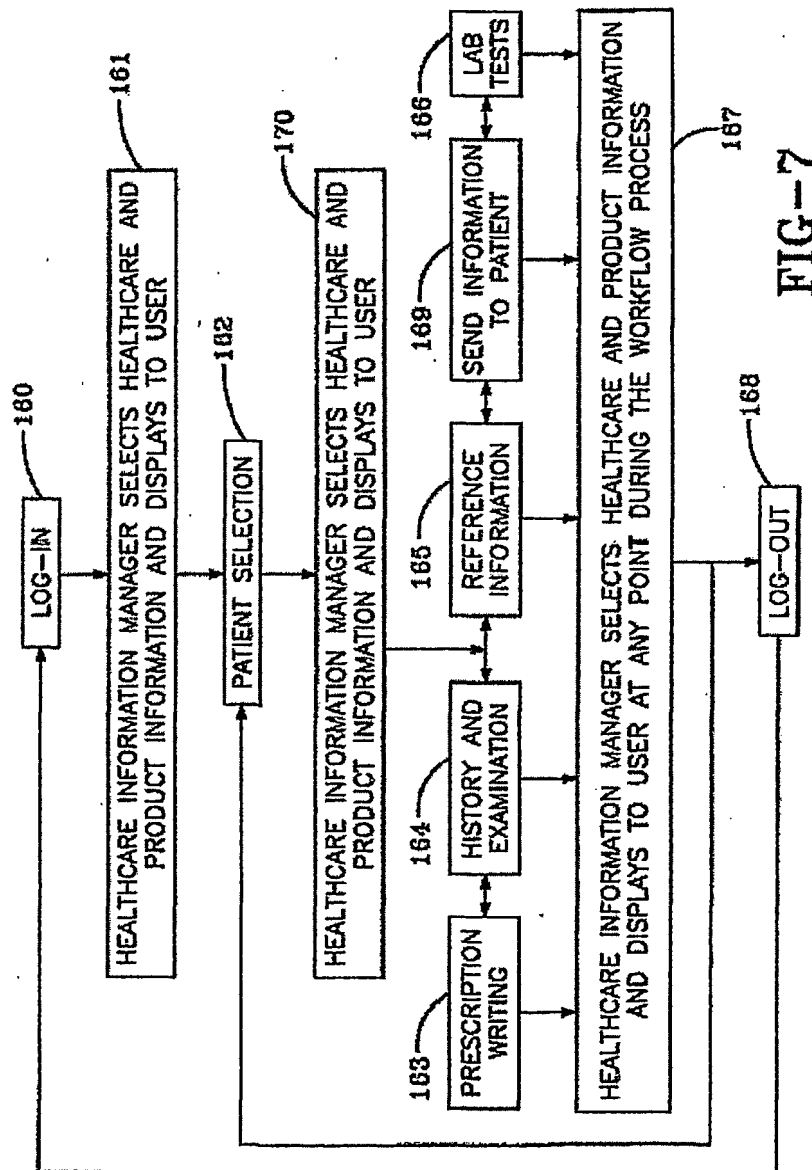 160
LOG-IN
161
HEALTHCARE INFORMATION MANAGER SELECTS HEALTHCARE AND
PRODUCT INFORMATION AND DISPLAYS TO USER
162
PATIENT SELECTION
170
HEALTHCARE INFORMATION MANAGER SELECTS HEALTHCARE AND
PRODUCT INFORMATION AND DISPLAYS TO USER
163
PRESCRIPTION
WRITING
164
HISTORY AND
EXAMINATION
165
REFERENCE
INFORMATION
169
SEND INFORMATION
TO PATIENT
166
LAB
TESTS
HEALTHCARE INFORMATION MANAGER SELECTS HEALTHCARE AND PRODUCT INFORMATION
AND DISPLAYS TO USER AT ANY POINT DURING THE WORKFLOW PROCESS
167
168
LOG-OUT
FIG-7